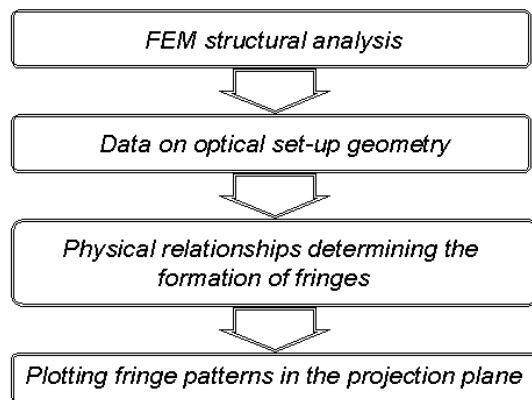 FEM structural analysis
Data on optical set-up geometry
Physical relationships determining the
formation of fringes
Plotting fringe patterns in the projection plane